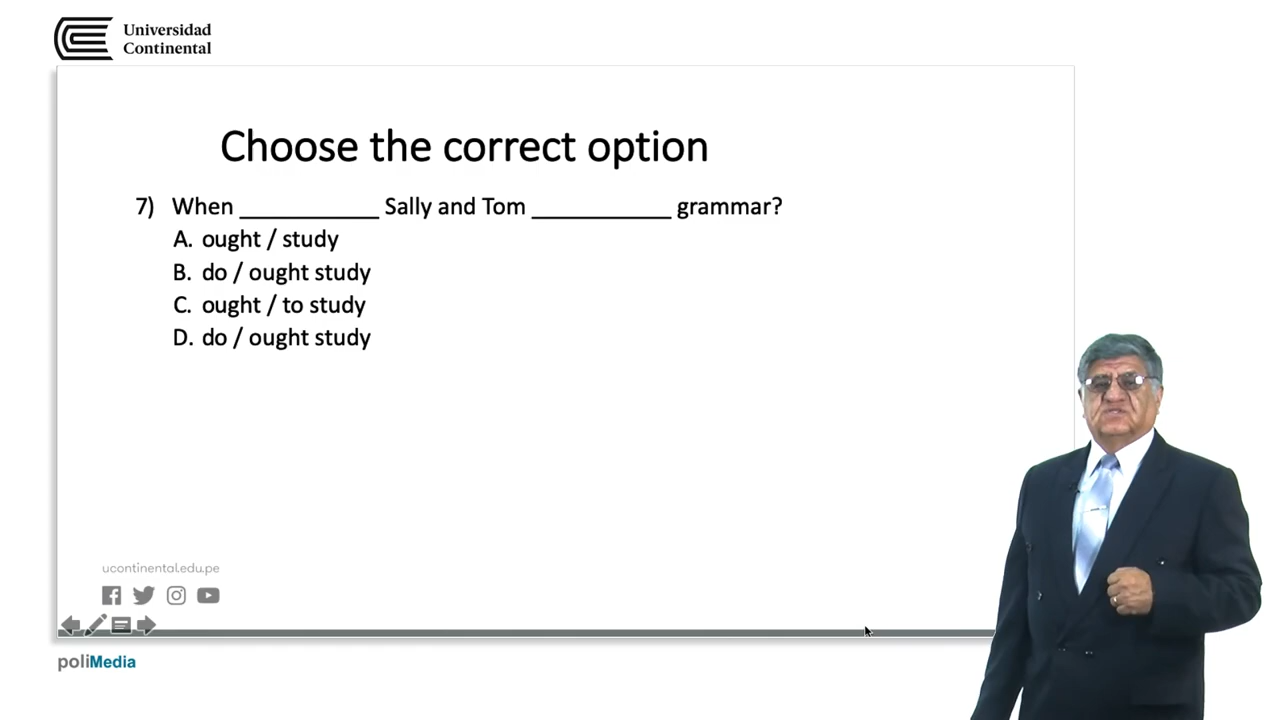 Universidad
Continental
Choose the correct option
7) When ____________ Sally and Tom ____________ grammar?
A. ought / study
B. do / ought study
C. ought / to study
D. do / ought study
ucontinental.edu.pe
poliMedia